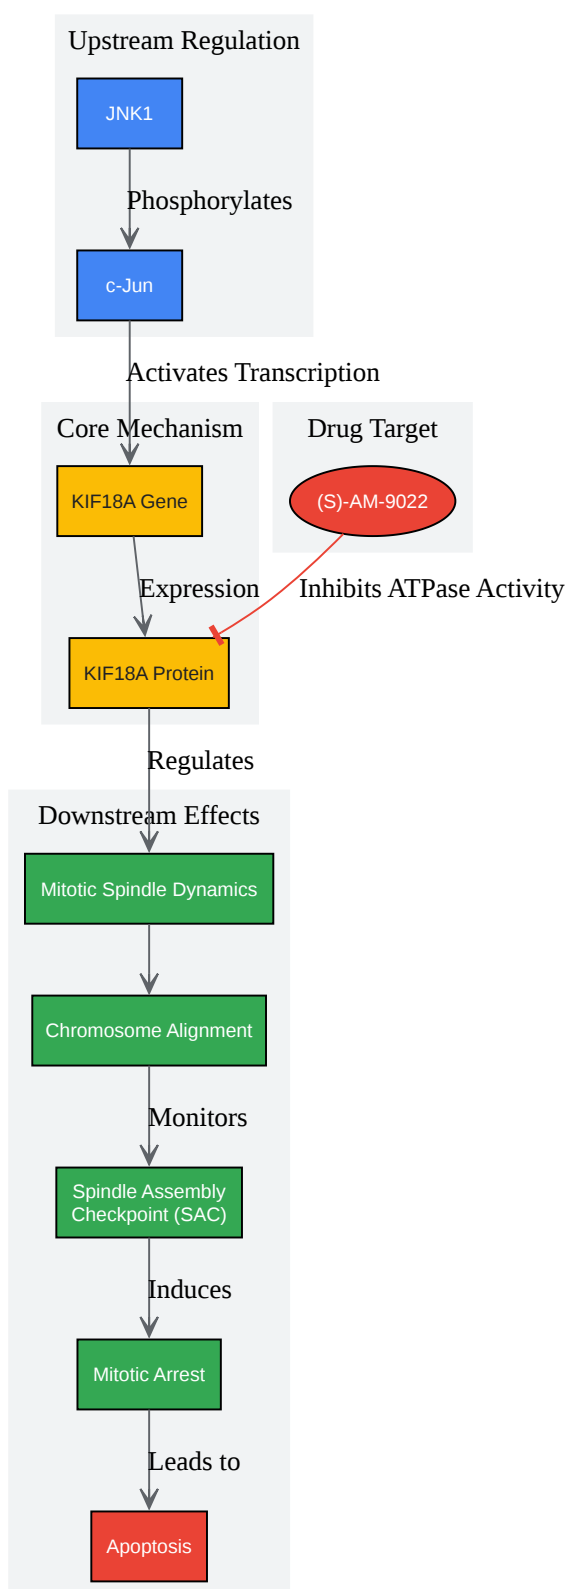 Upstream Regulation
JNK1
Phosphorylates
c-Jun
Activates Transcription
Core Mechanism
Drug Target
KIF18A Gene
(S)-AM-9022
Expression
Inhibits ATPase Activity
KIF18A Protein
Regulates
Downstream Effects
Mitotic Spindle Dynamics
Chromosome Alignment
Monitors
Spindle Assembly
Checkpoint (SAC)
Induces
Mitotic Arrest
Leads to
Apoptosis